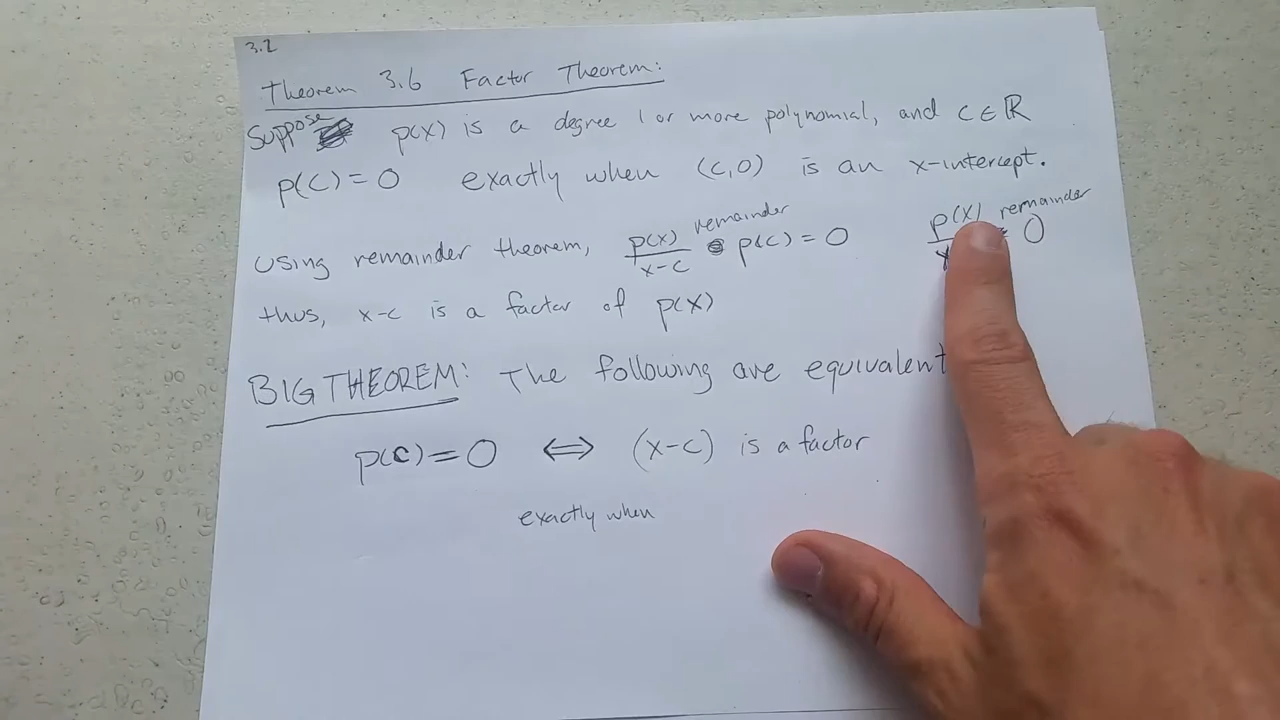 3.2
Theorem 3.6 Factor Theorem:
Suppose p(x) is a degree 1 or more polynomial, and c ∈ ℝ
p(c) = 0 exactly when (c,0) is an x-intercept.
Using remainder theorem, p(x)/x-c remainder p(c) = 0 p(x) remainder 0
thus, x-c is a factor of p(x)
BIG THEOREM: The following are equivalent
p(c) = 0 ⟺ (x-c) is a factor
exactly when